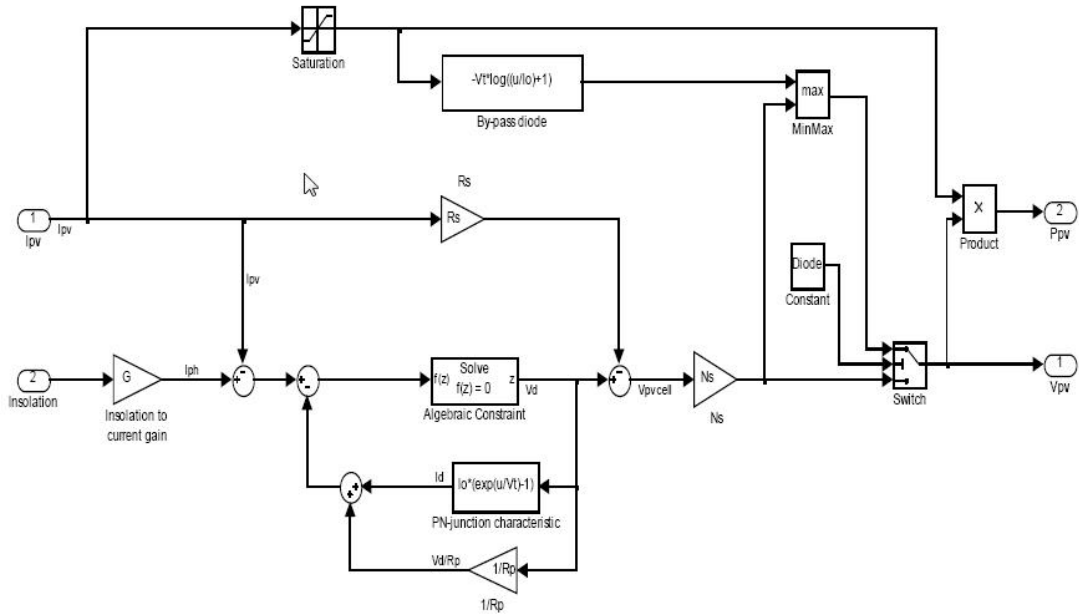 Saturation
-Vt*log((u/Io)+1)
By-pass diode
max
MinMax
Rs
1
Ipv
Ipv
Rs
X
Product
2
Ppv
Ipv
Diode
Constant
2
Insolation
G
Insolation to
current gain
Iph
+
-
+
-
f(z)
Solve
f(z) = 0
z
Algebraic Constraint
Vd
+
-
Vpvcell
Ns
Ns
Switch
1
Vpv
+
+
Id
Io*(exp(u/Vt)-1)
PN-junction characteristic
Vd/Rp
1/Rp
1/Rp